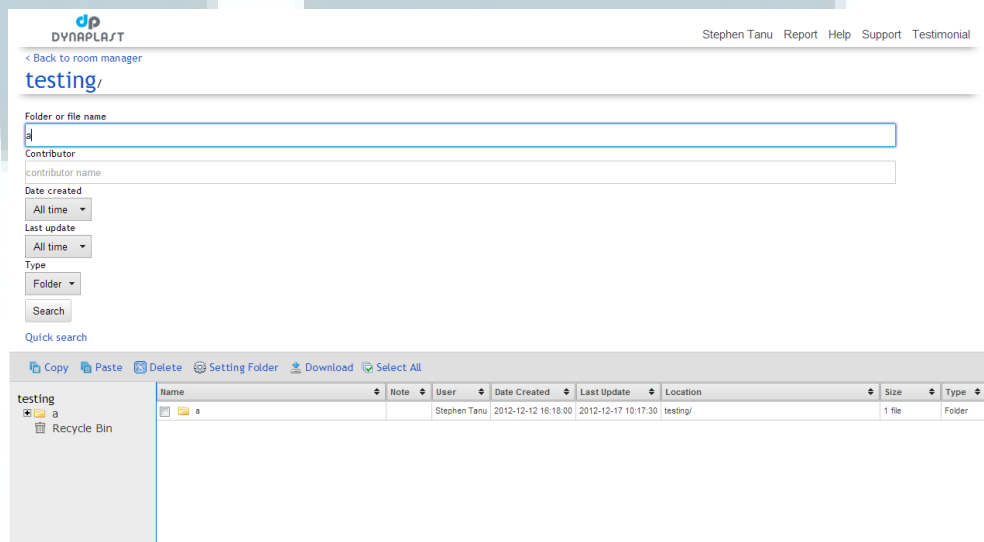 dp
DYNAPLAST
Stephen Tanu Report Help Support Testimonial
< Back to room manager
testing/
Folder or file name
a
Contributor
contributor name
Date created
All time
Last update
All time
Type
Folder
Search
Quick search
Copy Paste Delete Setting Folder Download Select All
testing
a
Recycle Bin
Name Note User Date Created Last Update Location Size Type
a Stephen Tanu 2012-12-12 16:18:00 2012-12-17 10:17:30 testing/ 1 file Folder